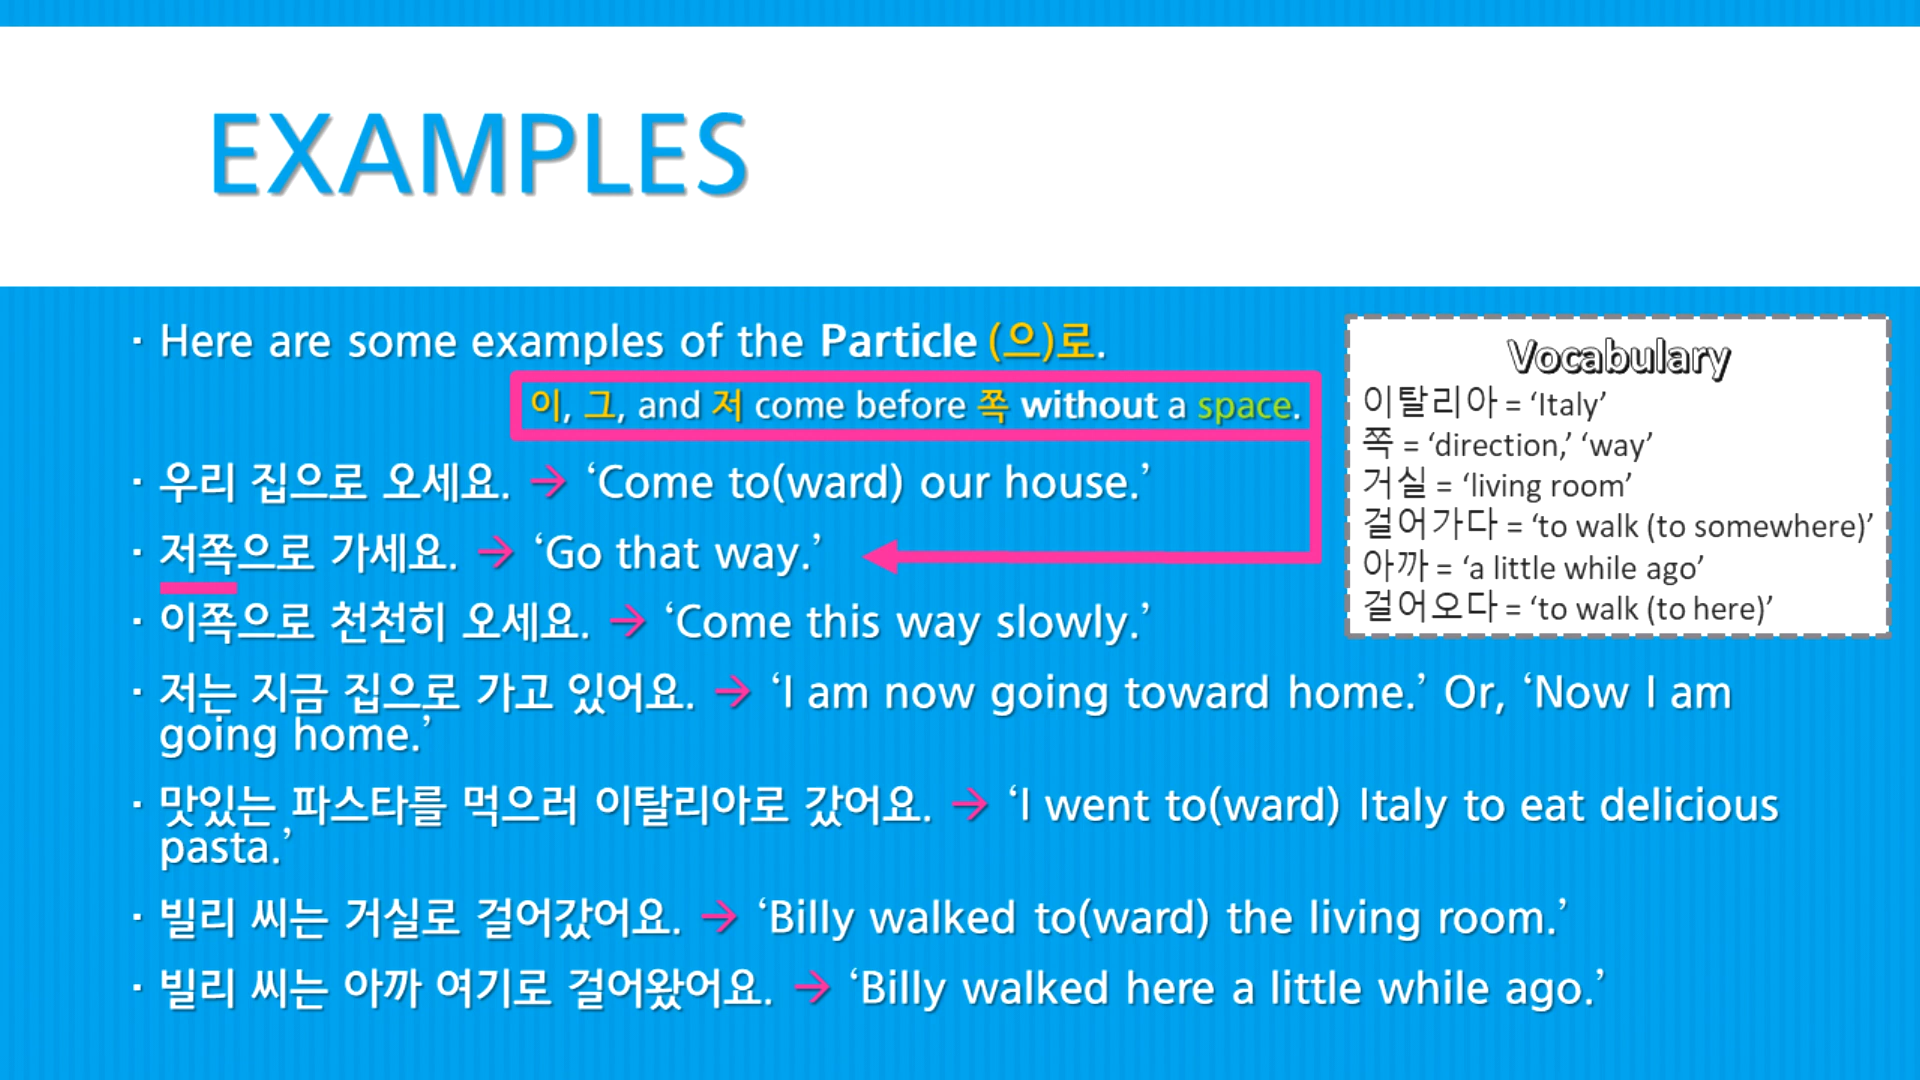 EXAMPLES
· Here are some examples of the Particle (으)로.
이, 그, and 저 come before 쪽 without a space.
· 우리 집으로 오세요. → ‘Come to(ward) our house.’
· 저쪽으로 가세요. → ‘Go that way.’
· 이쪽으로 천천히 오세요. → ‘Come this way slowly.’
· 저는 지금 집으로 가고 있어요. → ‘I am now going toward home.’ Or, ‘Now I am
going home.’
· 맛있는 파스타를 먹으러 이탈리아로 갔어요. → ‘I went to(ward) Italy to eat delicious
pasta.’
· 빌리 씨는 거실로 걸어갔어요. → ‘Billy walked to(ward) the living room.’
· 빌리 씨는 아까 여기로 걸어왔어요. → ‘Billy walked here a little while ago.’
Vocabulary
이탈리아 = ‘Italy’
쪽 = ‘direction,’ ‘way’
거실 = ‘living room’
걸어가다 = ‘to walk (to somewhere)’
아까 = ‘a little while ago’
걸어오다 = ‘to walk (to here)’